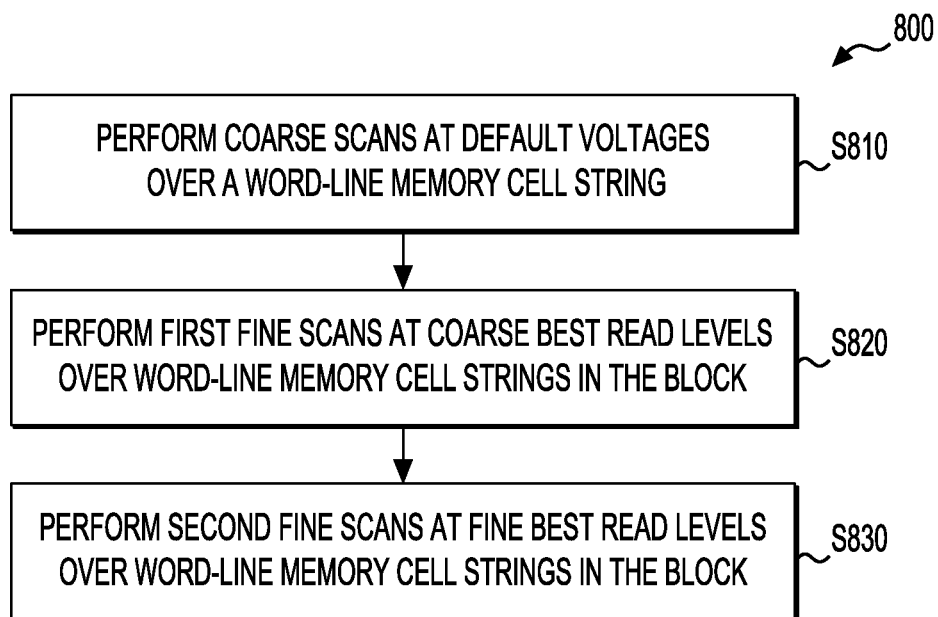 800
PERFORM COARSE SCANS AT DEFAULT VOLTAGES
OVER A WORD-LINE MEMORY CELL STRING
S810
PERFORM FIRST FINE SCANS AT COARSE BEST READ LEVELS
OVER WORD-LINE MEMORY CELL STRINGS IN THE BLOCK
S820
PERFORM SECOND FINE SCANS AT FINE BEST READ LEVELS
OVER WORD-LINE MEMORY CELL STRINGS IN THE BLOCK
S830